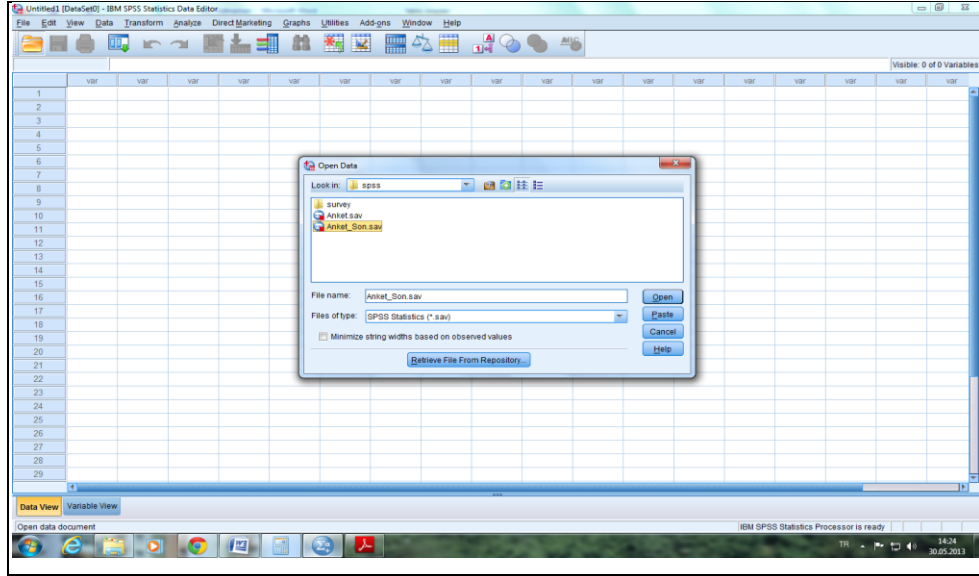 Untitled1 [DataSet0] - IBM SPSS Statistics Data Editor
File Edit View Data Transform Analyze Direct Marketing Graphs Utilities Add-ons Window Help
Visible: 0 of 0 Variables
var var var var var var var var var var var var var var var var var
1
2
3
4
5
6
7
8
9
10
11
12
13
14
15
16
17
18
19
20
21
22
23
24
25
26
27
28
29
Open Data
Look in: spss
survey
Anket.sav
Anket_Son.sav
File name: Anket_Son.sav
Open
Files of type: SPSS Statistics (*.sav)
Paste
Minimize string widths based on observed values
Cancel
Help
Retrieve File From Repository...
Data View Variable View
Open data document
IBM SPSS Statistics Processor is ready
TR
14:24
30.05.2013